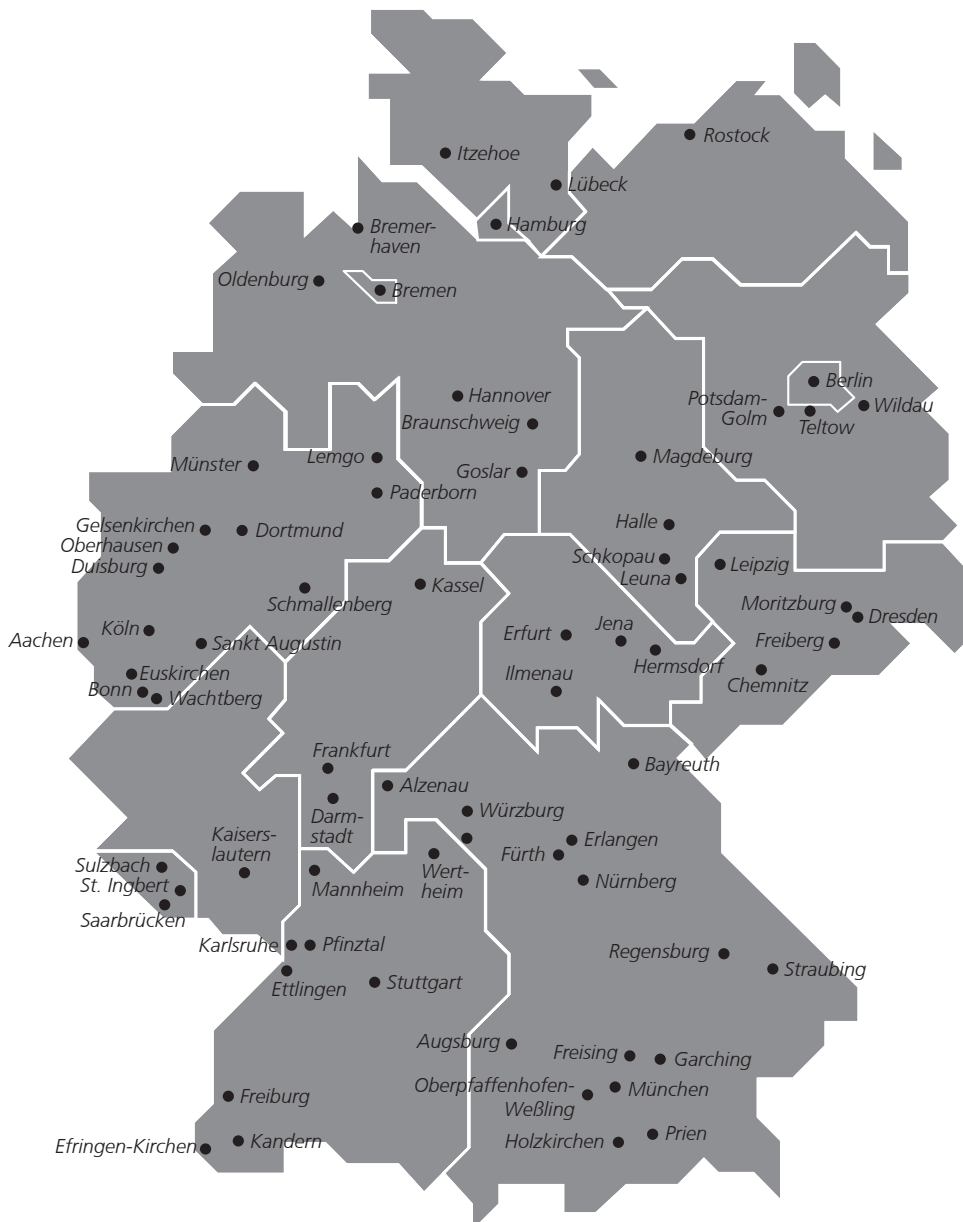 Rostock
Itzehoe
Lübeck
Hamburg
Bremer-
haven
Oldenburg
Bremen
Berlin
Hannover
Potsdam-
Golm
Wildau
Teltow
Braunschweig
Lemgo
Magdeburg
Münster
Goslar
Paderborn
Halle
Gelsenkirchen
Dortmund
Oberhausen
Schkopau
Duisburg
Leipzig
Leuna
Kassel
Schmallenberg
Moritzburg
Dresden
Köln
Jena
Erfurt
Aachen
Sankt Augustin
Freiberg
Hermsdorf
Euskirchen
Ilmenau
Bonn
Wachtberg
Chemnitz
Frankfurt
Bayreuth
Alzenau
Darm-
stadt
Würzburg
Kaisers-
lautern
Erlangen
Fürth
Sulzbach
Wert-
heim
St. Ingbert
Mannheim
Nürnberg
Saarbrücken
Karlsruhe
Pfinztal
Regensburg
Straubing
Ettlingen
Stuttgart
Augsburg
Freising
Garching
Oberpfaffenhofen-
Weßling
München
Freiburg
Prien
Holzkirchen
Kandern
Efringen-Kirchen